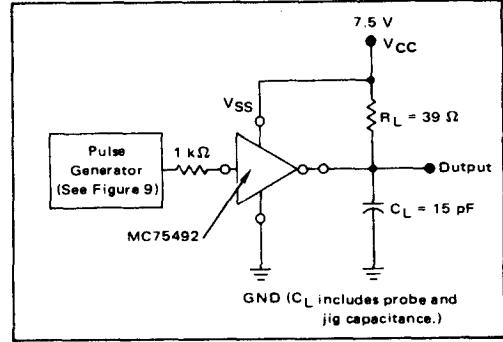 7.5 V
VCC
VSS
RL = 39 Ω
Pulse
Generator
(See Figure 9)
1 kΩ
Output
CL = 15 pF
MC75492
GND (CL includes probe and
jig capacitance.)